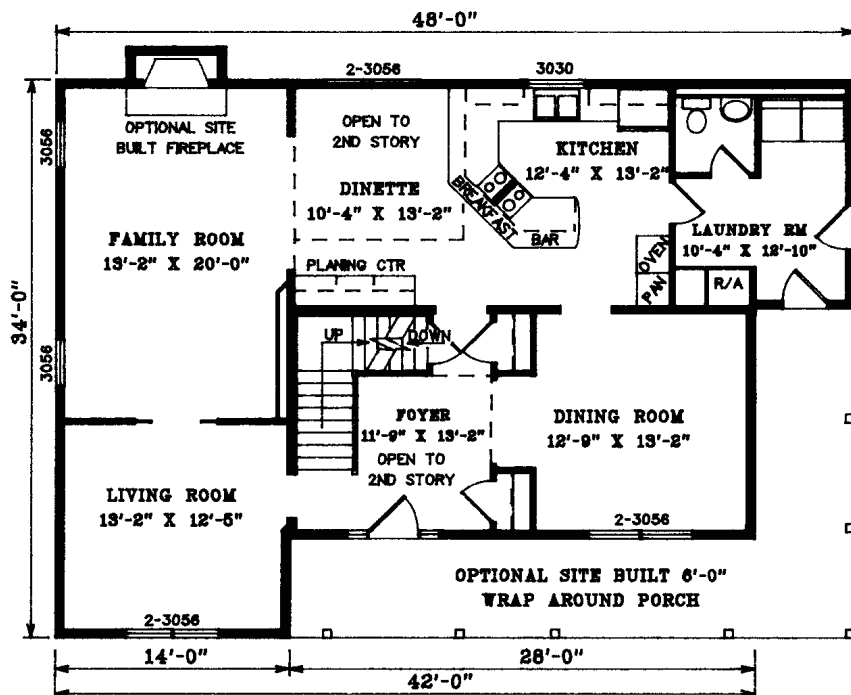 48'-0"
2-3056
3030
OPTIONAL SITE
BUILT FIREPLACE
OPEN TO
2ND STORY
KITCHEN
12'-4" X 13'-2"
3056
DINETTE
10'-4" X 13'-2"
BREAKFAST
BAR
FAMILY ROOM
13'-2" X 20'-0"
LAUNDRY RM
10'-4" X 12'-10"
PLANING CTR
OVEN
PAN
R/A
34'-0"
UP
DOWN
3056
FOYER
11'-9" X 13'-2"
OPEN TO
2ND STORY
DINING ROOM
12'-9" X 13'-2"
LIVING ROOM
13'-2" X 12'-5"
2-3056
OPTIONAL SITE BUILT 6'-0"
WRAP AROUND PORCH
2-3056
14'-0"
28'-0"
42'-0"